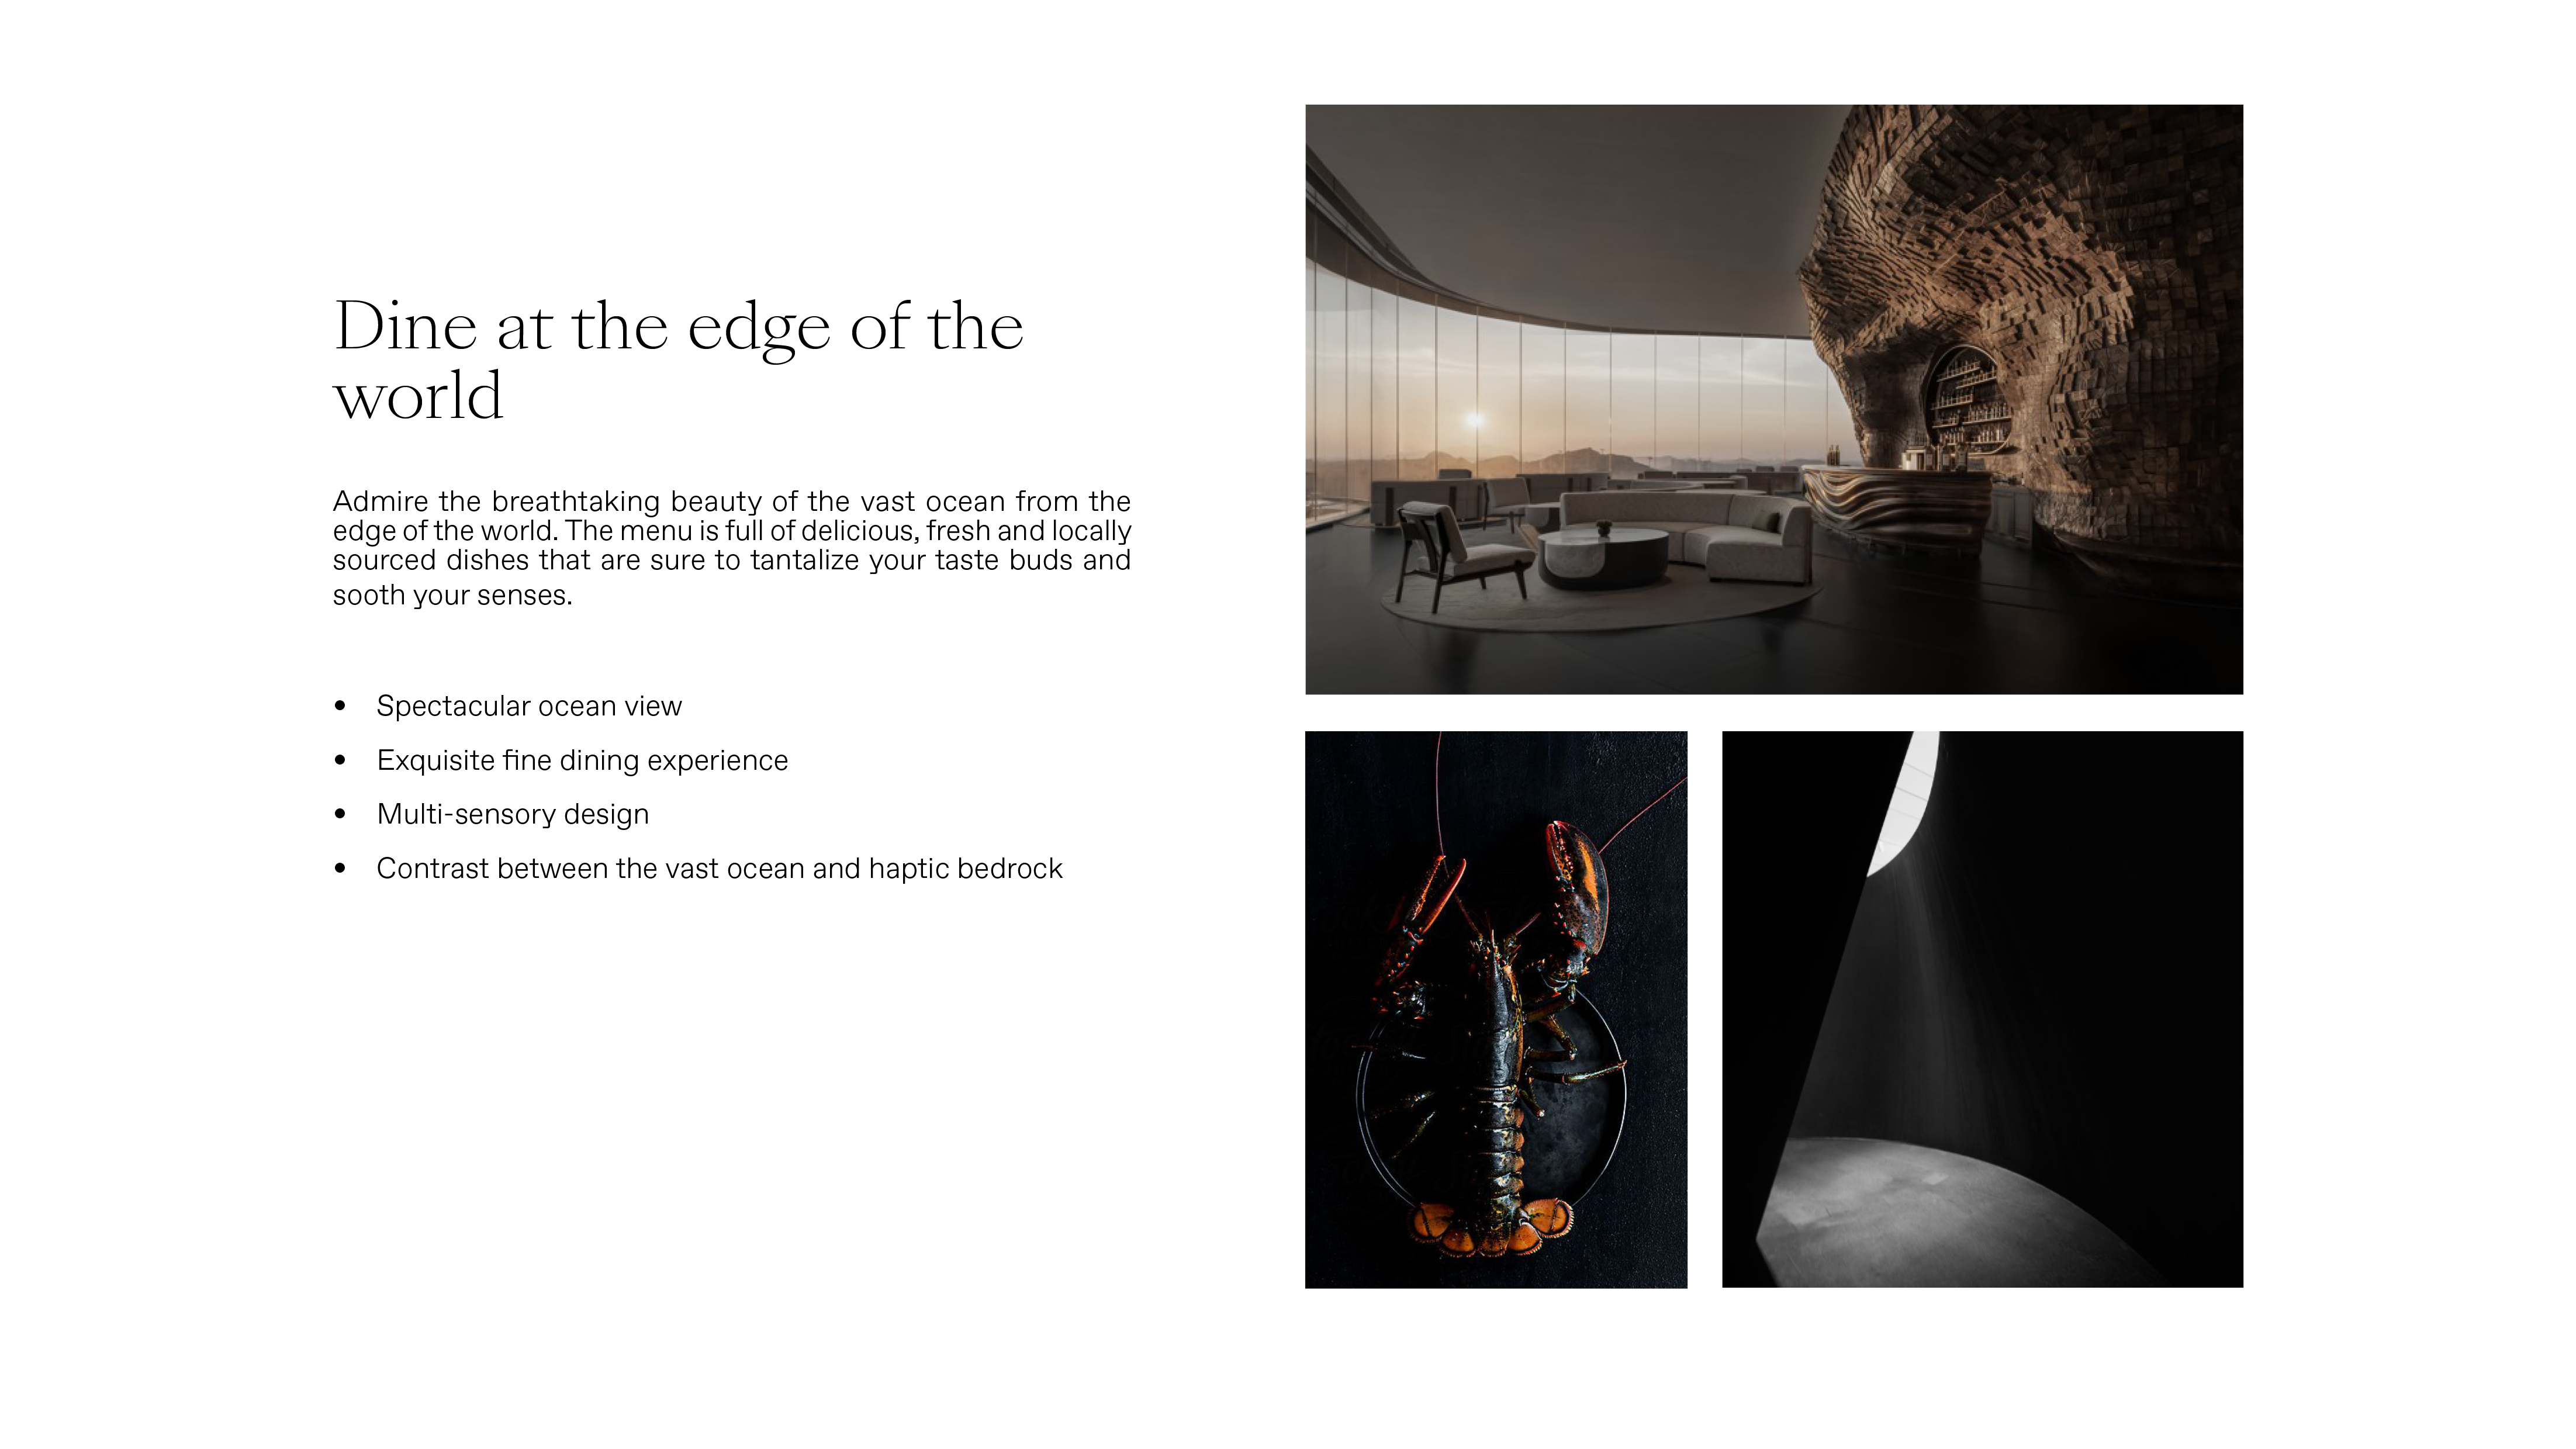 Dine at the edge of the
world
Admire the breathtaking beauty of the vast ocean from the
edge of the world. The menu is full of delicious, fresh and locally
sourced dishes that are sure to tantalize your taste buds and
sooth your senses.
• Spectacular ocean view
• Exquisite fine dining experience
• Multi-sensory design
• Contrast between the vast ocean and haptic bedrock